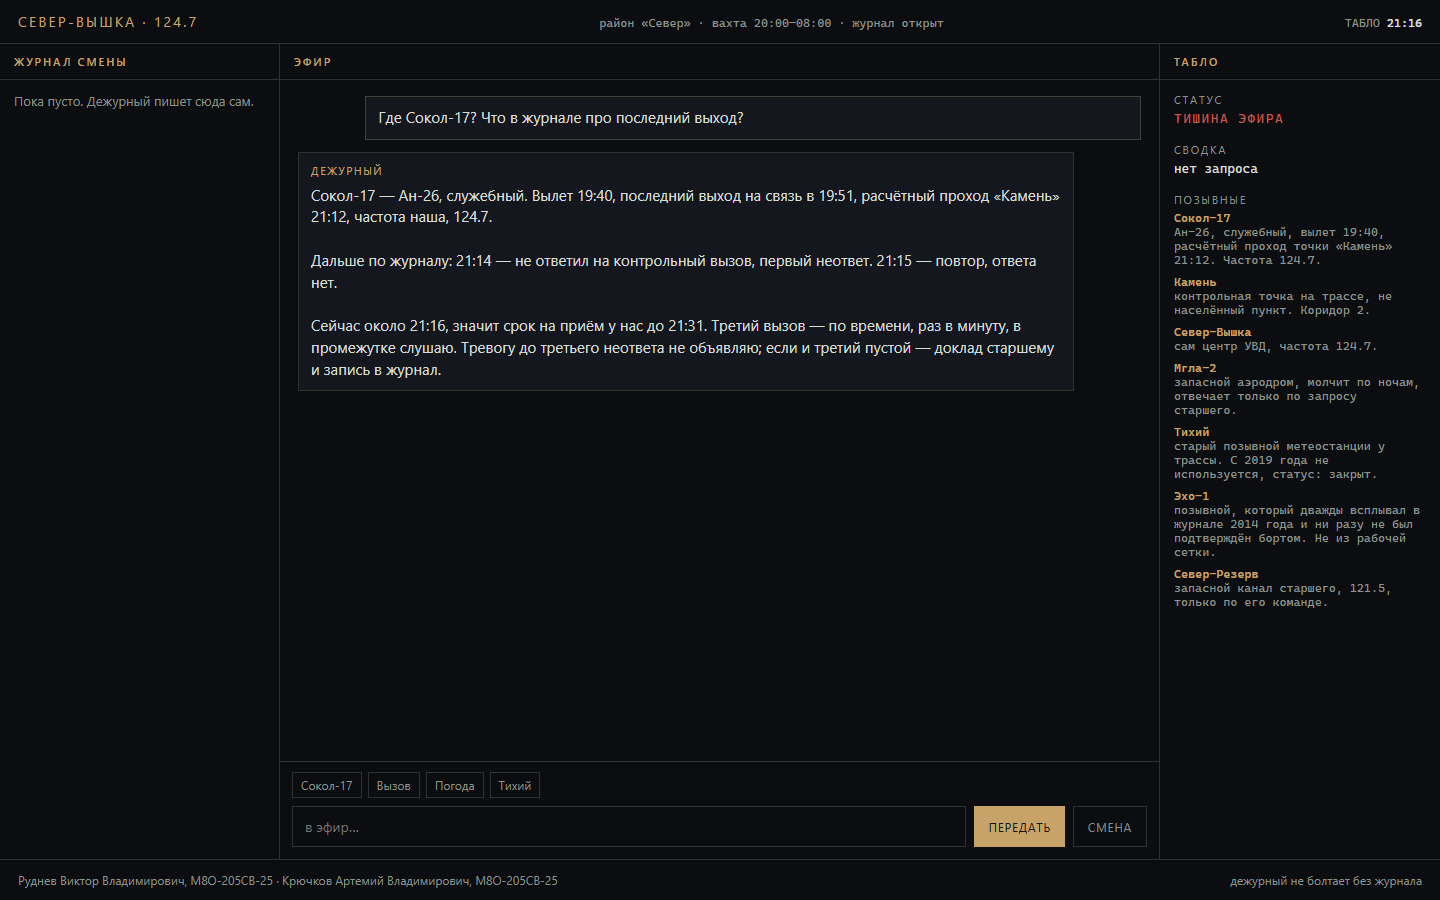 СЕВЕР-ВЫШКА · 124.7
район «Север» · вахта 20:00–08:00 · журнал открыт
ТАБЛО 21:16
ЖУРНАЛ СМЕНЫ
Пока пусто. Дежурный пишет сюда сам.
ЭФИР
Где Сокол-17? Что в журнале про последний выход?
ДЕЖУРНЫЙ
Сокол-17 — Ан-26, служебный. Вылет 19:40, последний выход на связь в 19:51, расчётный проход «Камень»
21:12, частота наша, 124.7.
Дальше по журналу: 21:14 — не ответил на контрольный вызов, первый неответ. 21:15 — повтор, ответа
нет.
Сейчас около 21:16, значит срок на приём у нас до 21:31. Третий вызов — по времени, раз в минуту, в
промежутке слушаю. Тревогу до третьего неответа не объявляю; если и третий пустой — доклад старшему
и запись в журнал.
Сокол-17
Вызов
Погода
Тихий
в эфир...
ПЕРЕДАТЬ
СМЕНА
ТАБЛО
СТАТУС
ТИШИНА ЭФИРА
СВОДКА
нет запроса
ПОЗЫВНЫЕ
Сокол-17
Ан-26, служебный, вылет 19:40,
расчётный проход точки «Камень»
21:12. Частота 124.7.
Камень
контрольная точка на трассе, не
населённый пункт. Коридор 2.
Север-Вышка
сам центр УВД, частота 124.7.
Мгла-2
запасной аэродром, молчит по ночам,
отвечает только по запросу
старшего.
Тихий
старый позывной метеостанции у
трассы. С 2019 года не
используется, статус: закрыт.
Эхо-1
позывной, который дважды всплывал в
журнале 2014 года и ни разу не был
подтверждён бортом. Не из рабочей
сетки.
Север-Резерв
запасной канал старшего, 121.5,
только по его команде.
Руднев Виктор Владимирович, М8О-205СВ-25 · Крючков Артемий Владимирович, М8О-205СВ-25
дежурный не болтает без журнала